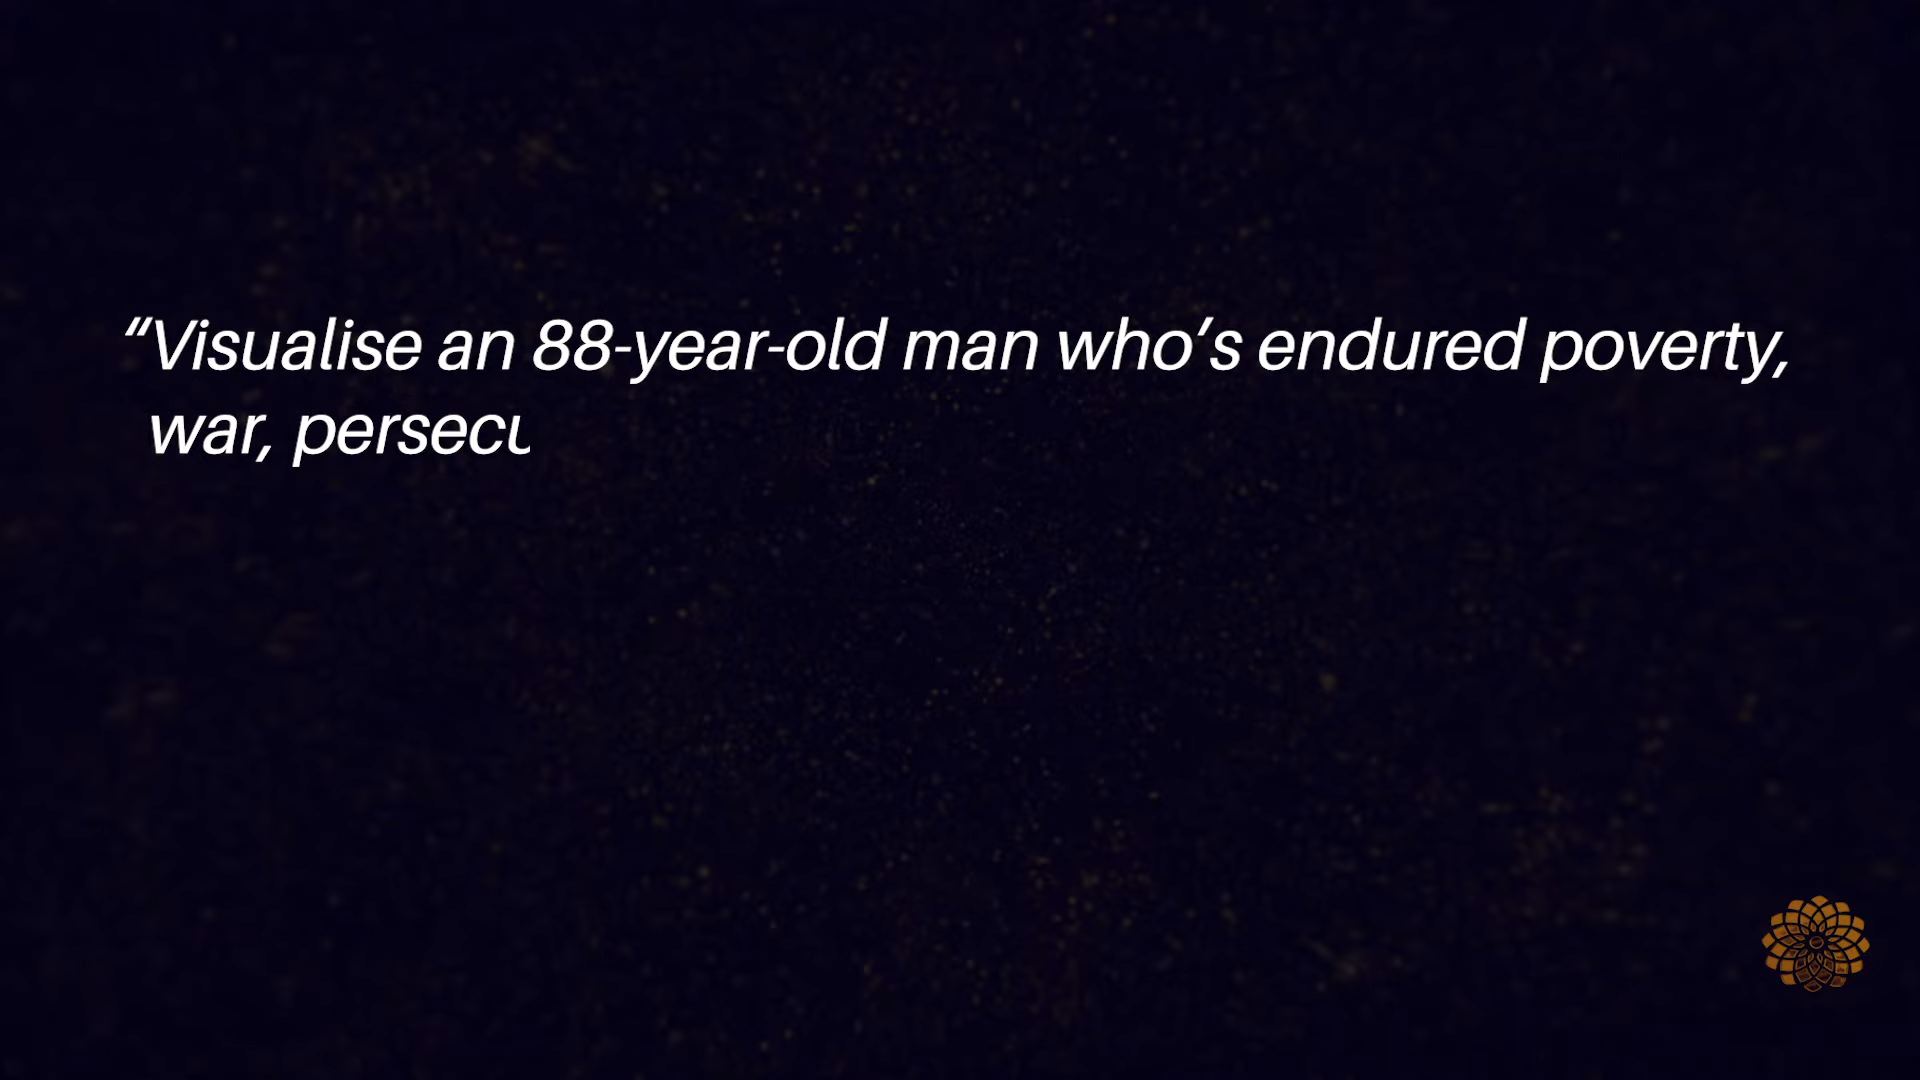 “Visualise an 88-year-old man who’s endured poverty,
war, persecu